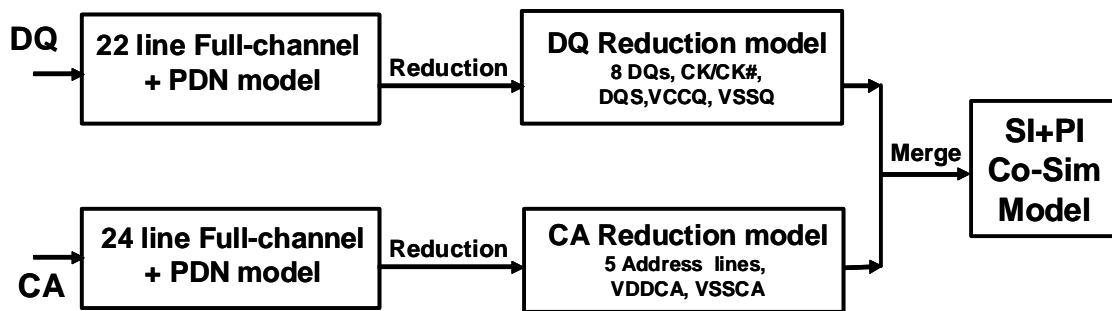 DQ
22 line Full-channel
+ PDN model
Reduction
DQ Reduction model
8 DQs, CK/CK#,
DQS,VCCQ, VSSQ
CA
24 line Full-channel
+ PDN model
Reduction
CA Reduction model
5 Address lines,
VDDCA, VSSCA
Merge
SI+PI
Co-Sim
Model